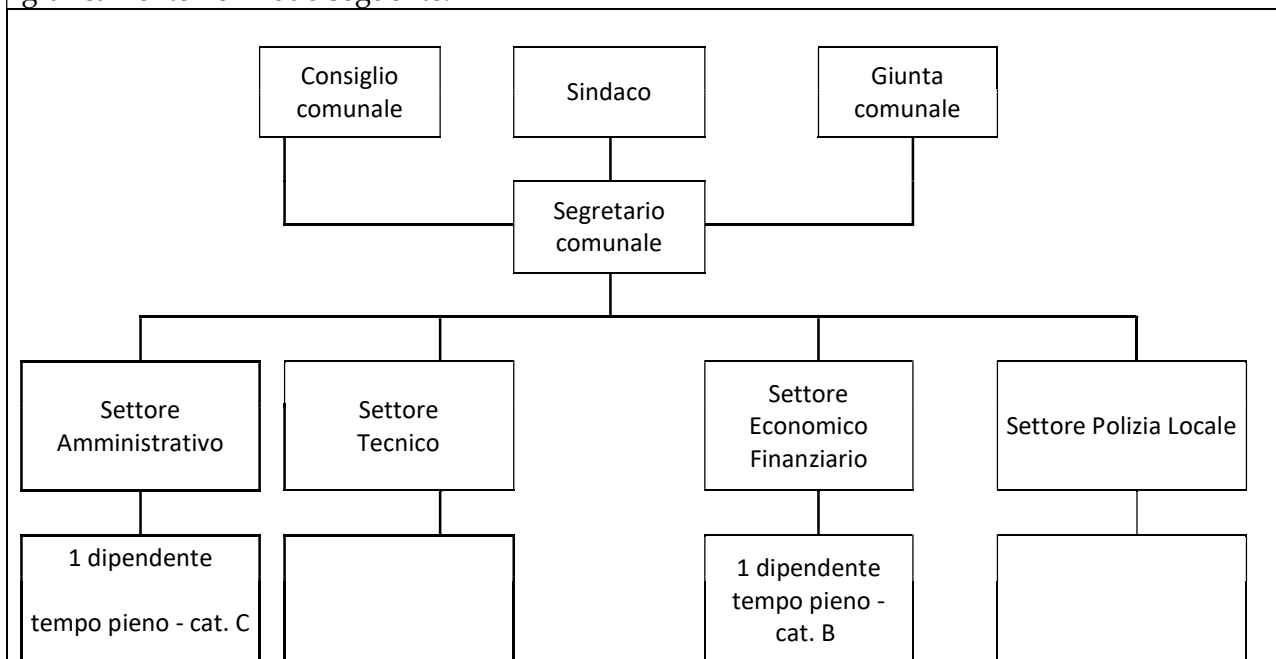 Consiglio
comunale
Sindaco
Giunta
comunale
Segretario
comunale
Settore
Amministrativo
Settore
Tecnico
Settore
Economico
Finanziario
Settore Polizia Locale
1 dipendente
tempo pieno - cat. C
1 dipendente
tempo pieno -
cat. B